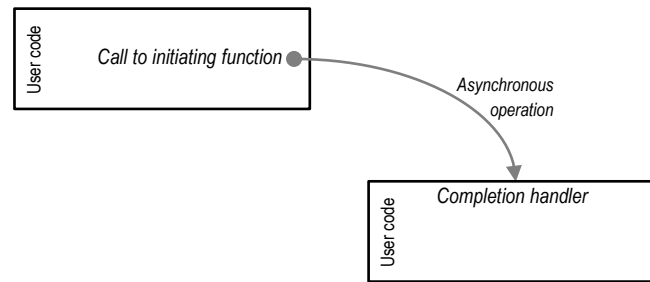 User code
Call to initiating function
Asynchronous
operation
Completion handler
User code